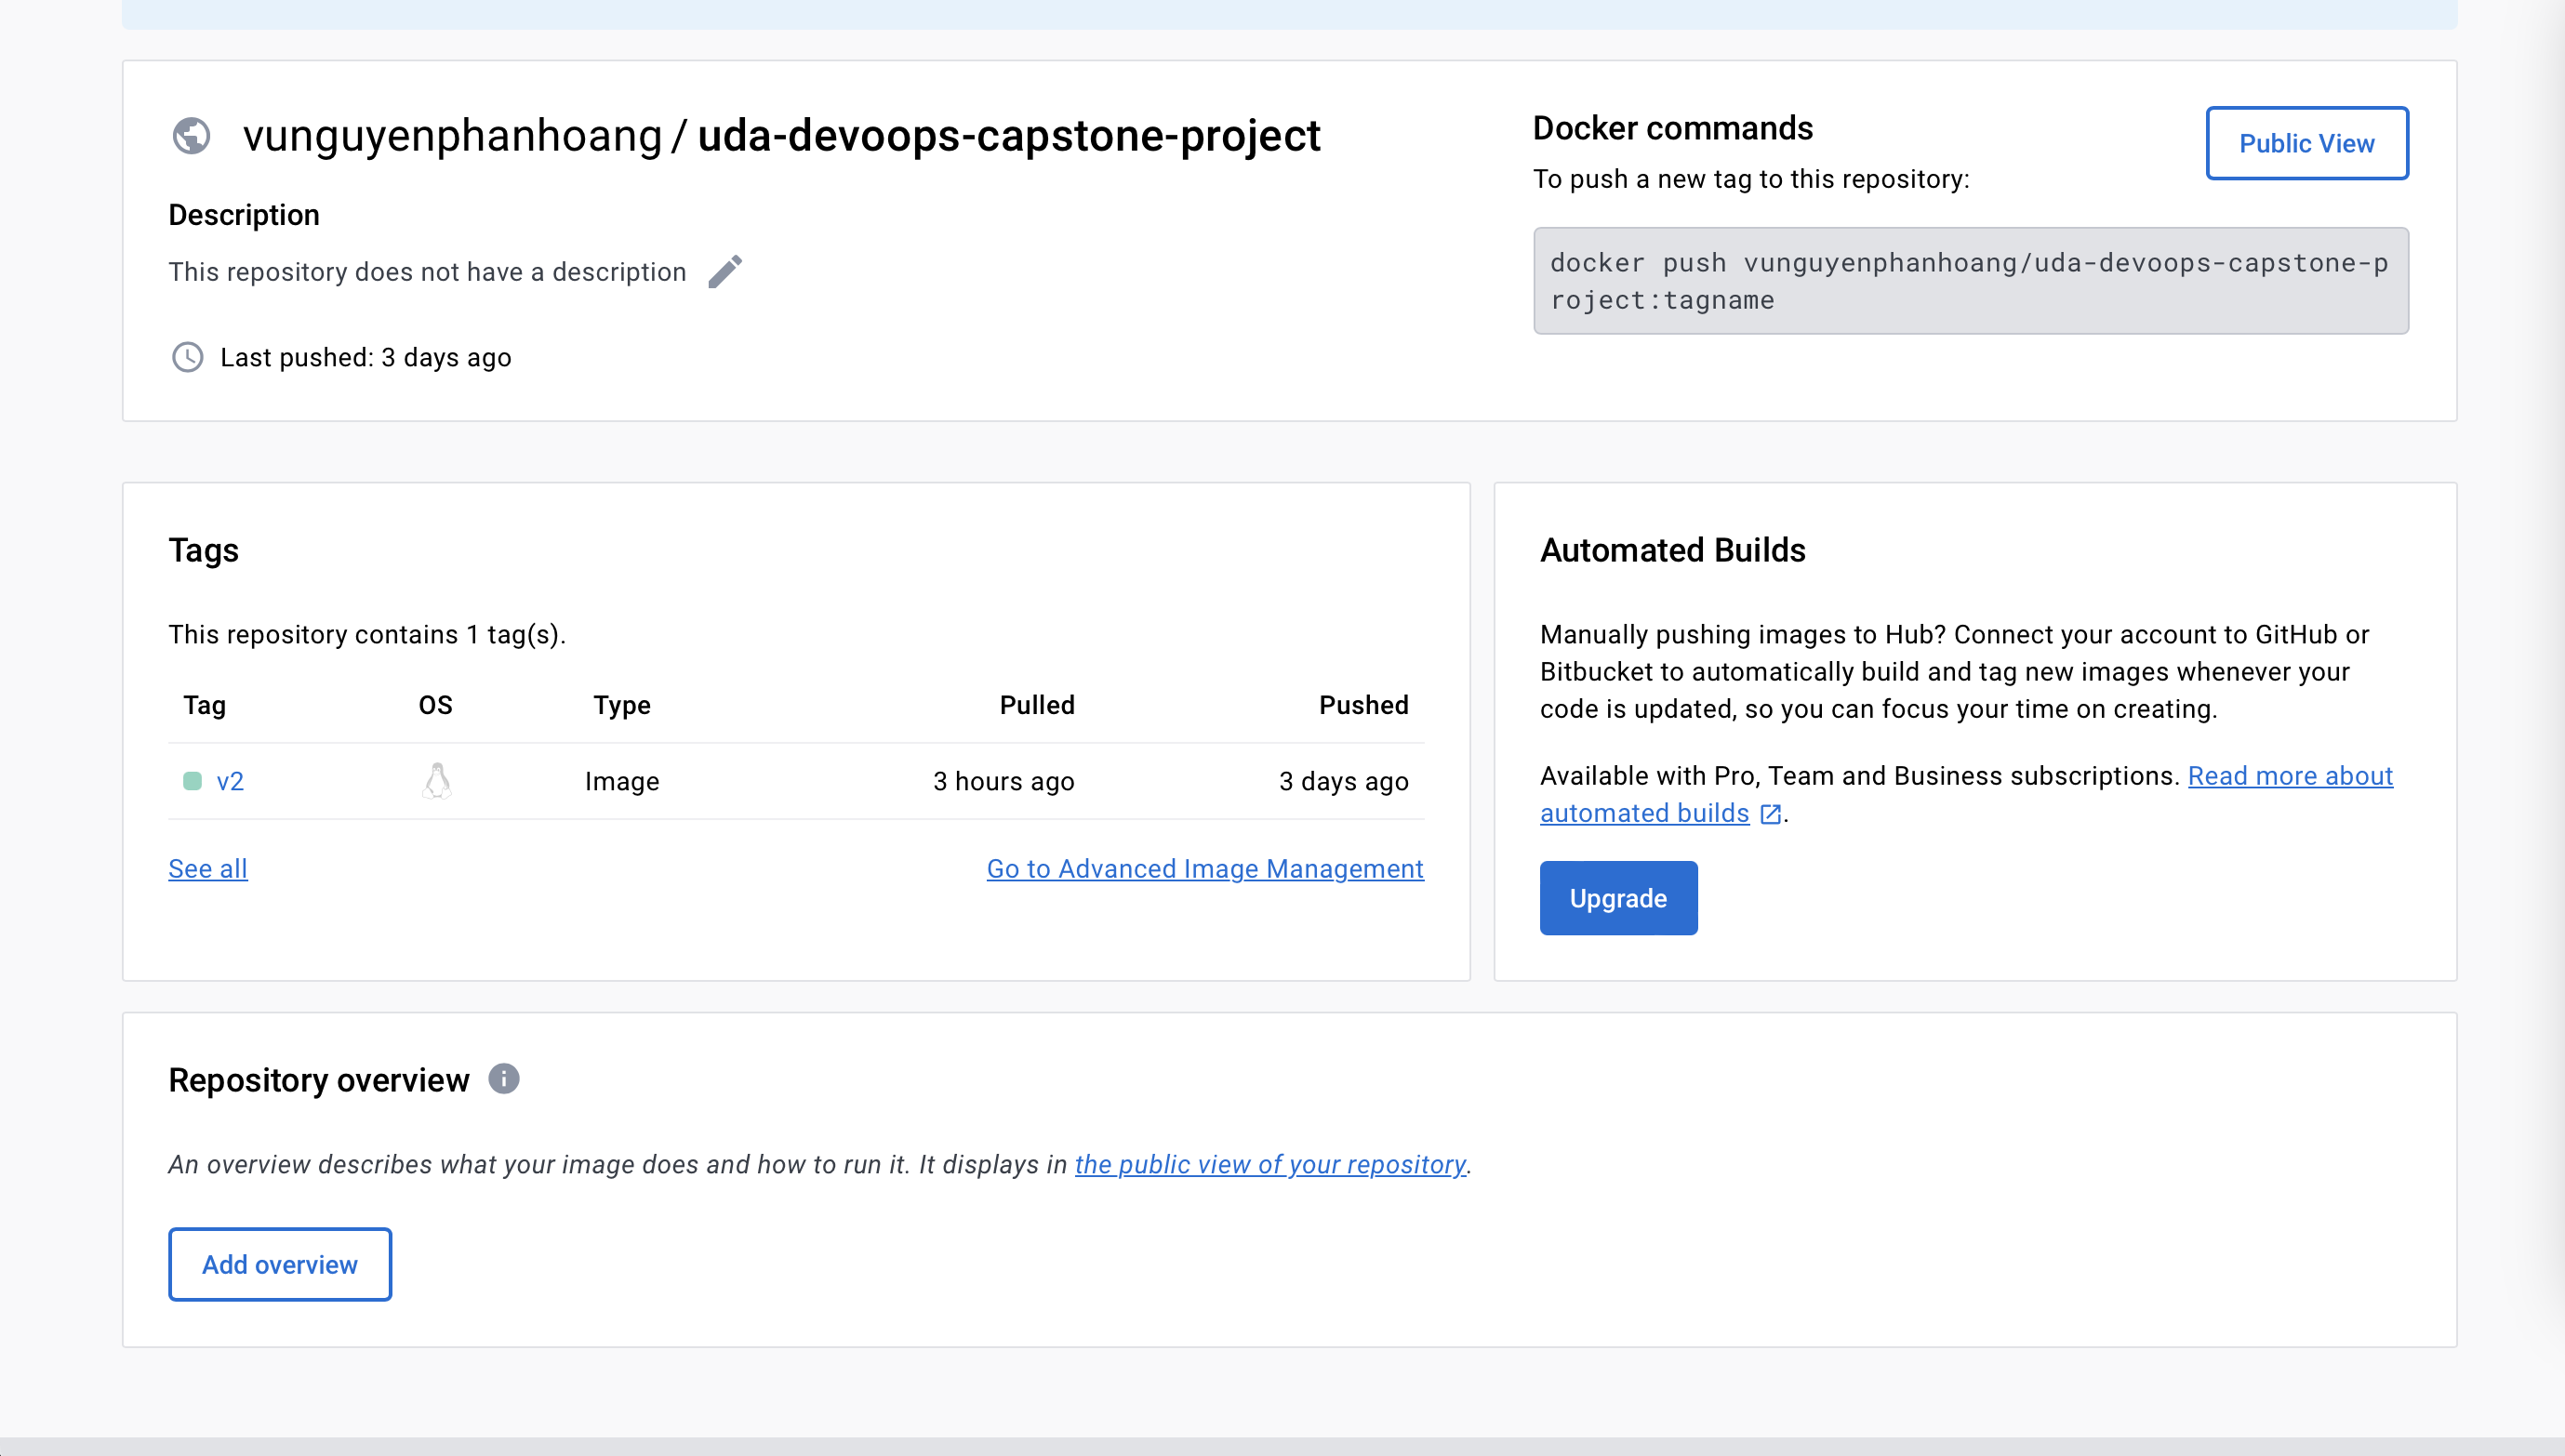 vunguyenphanhoang / uda-devoops-capstone-project
Description
This repository does not have a description
Last pushed: 3 days ago
Docker commands
Public View
To push a new tag to this repository:
docker push vunguyenphanhoang/uda-devoops-capstone-p
roject:tagname
Tags
This repository contains 1 tag(s).
Tag OS Type Pulled Pushed
v2 Image 3 hours ago 3 days ago
See all Go to Advanced Image Management
Automated Builds
Manually pushing images to Hub? Connect your account to GitHub or
Bitbucket to automatically build and tag new images whenever your
code is updated, so you can focus your time on creating.
Available with Pro, Team and Business subscriptions. Read more about
automated builds .
Upgrade
Repository overview
An overview describes what your image does and how to run it. It displays in the public view of your repository.
Add overview